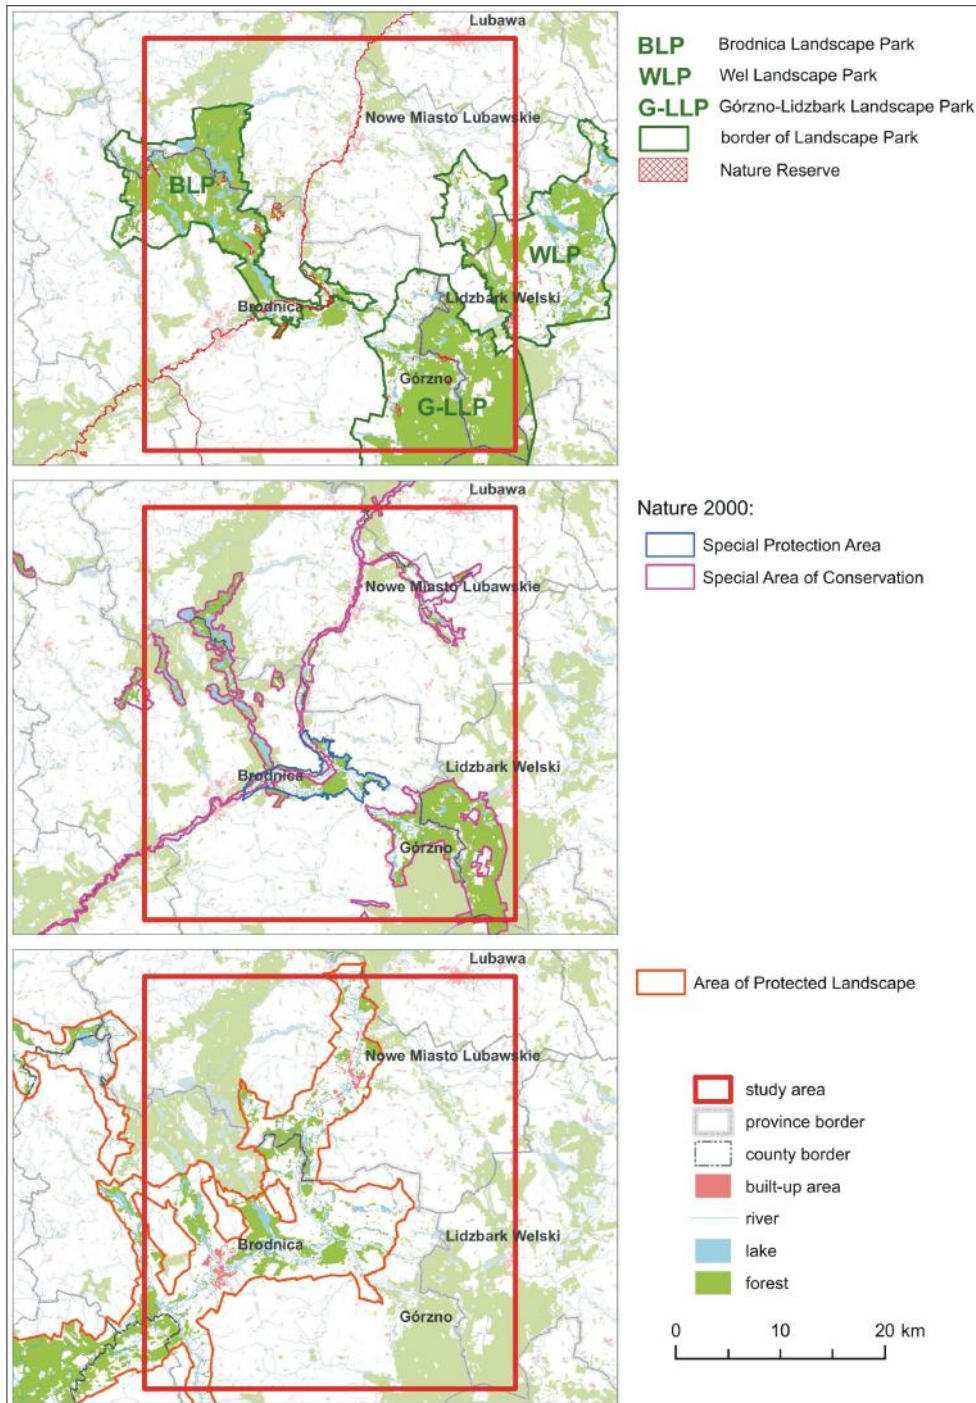 Lubawa
Nowe Miasto Lubawskie
BLP
WLP
Brodnica
Lidzbark Welski
Górzno
G-LLP
BLP Brodnica Landscape Park
WLP Wel Landscape Park
G-LLP Górzno-Lidzbark Landscape Park
border of Landscape Park
Nature Reserve
Lubawa
Nowe Miasto Lubawskie
Brodnica
Lidzbark Welski
Górzno
Nature 2000:
Special Protection Area
Special Area of Conservation
Lubawa
Nowe Miasto Lubawskie
Brodnica
Lidzbark Welski
Górzno
Area of Protected Landscape
study area
province border
county border
built-up area
river
lake
forest
0 10 20 km